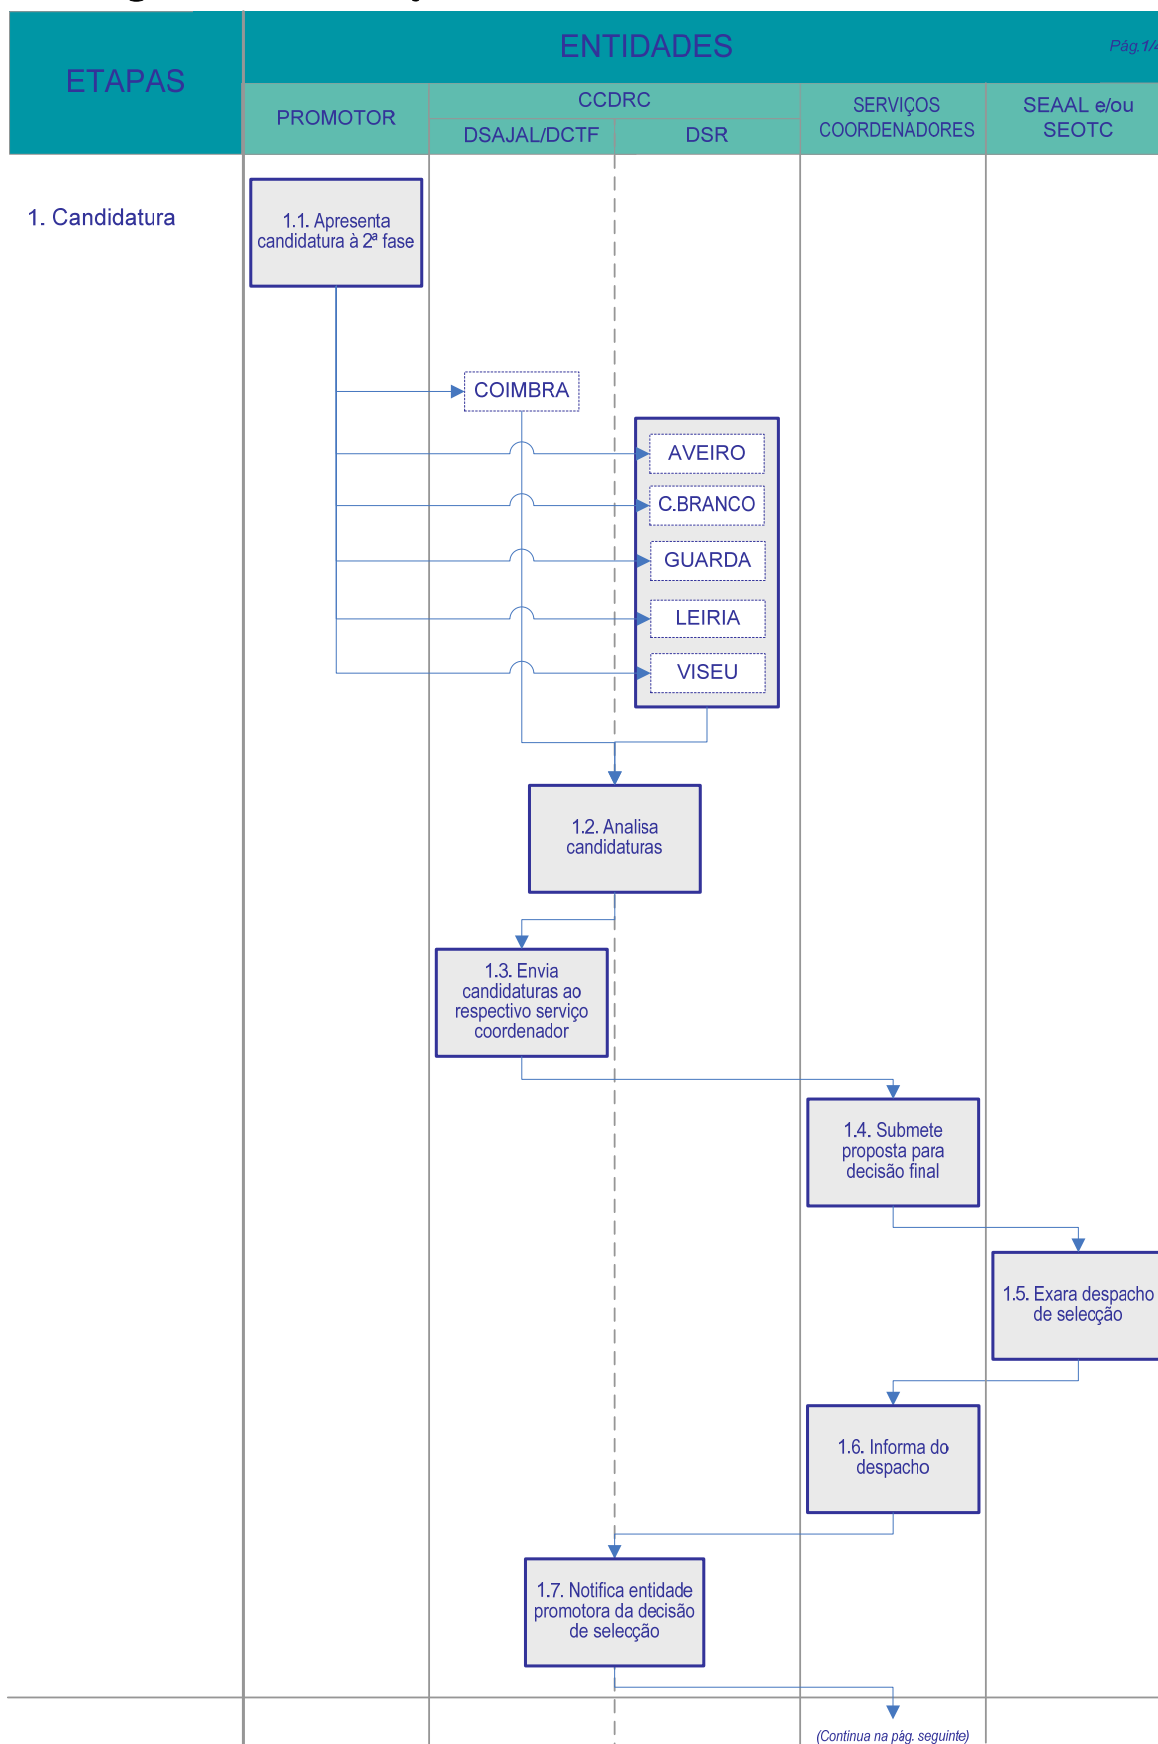 ETAPAS
ENTIDADES
Pág.1/4
PROMOTOR
CCDRC
DSAJAL/DCTF
DSR
SERVIÇOS
COORDENADORES
SEAAL e/ou
SEOTC
1. Candidatura
1.1. Apresenta
candidatura à 2ª fase
COIMBRA
AVEIRO
C.BRANCO
GUARDA
LEIRIA
VISEU
1.2. Analisa
candidaturas
1.3. Envia
candidaturas ao
respectivo serviço
coordenador
1.4. Submete
proposta para
decisão final
1.5. Exara despacho
de selecção
1.6. Informa do
despacho
1.7. Notifica entidade
promotora da decisão
de selecção
(Continua na pág. seguinte)